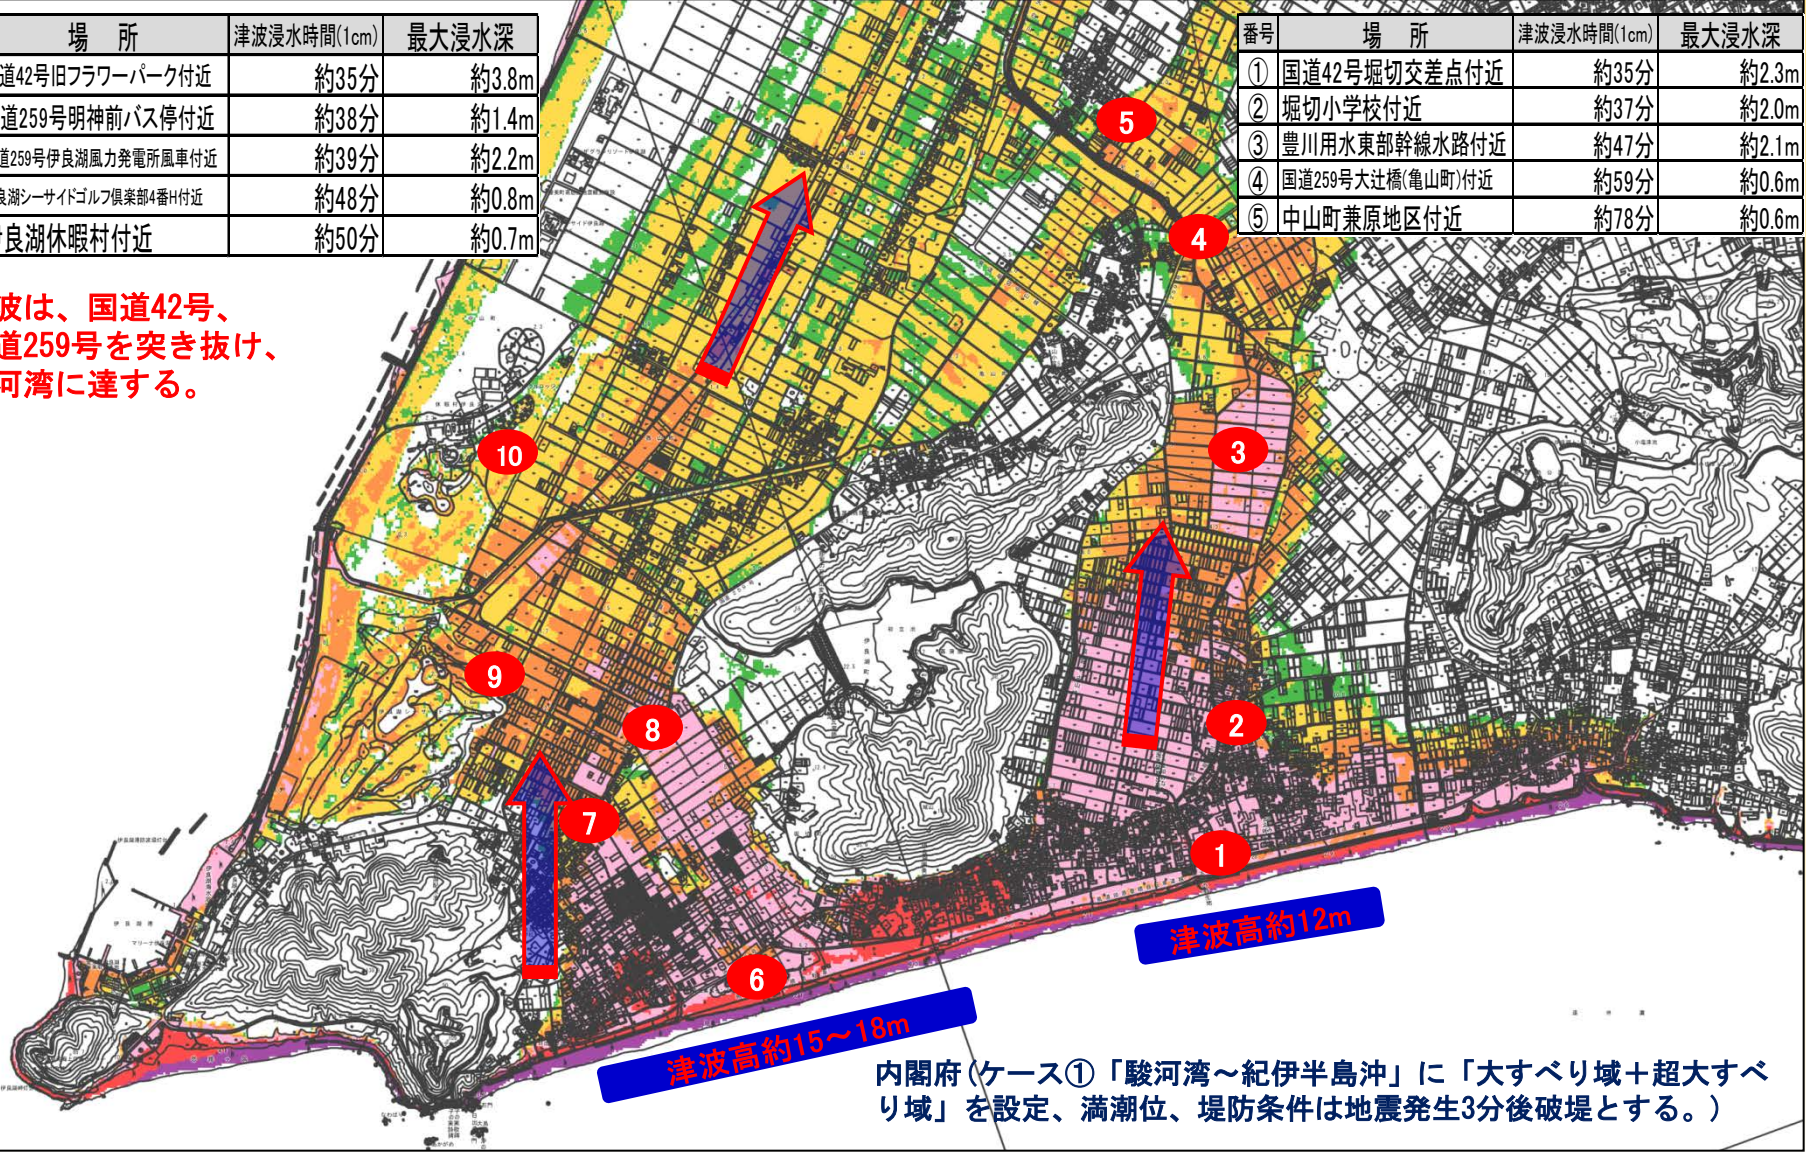 場 所 津波浸水時間(1cm) 最大浸水深
道42号旧フラワーパーク付近 約35分 約3.8m
道259号明神前バス停付近 約38分 約1.4m
道259号伊良湖風力発電所風車付近 約39分 約2.2m
良湖シーサイドゴルフ倶楽部4番H付近 約48分 約0.8m
良湖休暇村付近 約50分 約0.7m
番号 場 所 津波浸水時間(1cm) 最大浸水深
① 国道42号堀切交差点付近 約35分 約2.3m
② 堀切小学校付近 約37分 約2.0m
③ 豊川用水東部幹線水路付近 約47分 約2.1m
④ 国道259号大辻橋(亀山町)付近 約59分 約0.6m
⑤ 中山町兼原地区付近 約78分 約0.6m
波は、国道42号、
道259号を突き抜け、
河湾に達する。
5
4
3
10
9
8
2
7
1
6
津波高約12m
津波高約15～18m
内閣府(ケース①「駿河湾～紀伊半島沖」に「大すべり域＋超大すべ
り域」を設定、満潮位、堤防条件は地震発生3分後破堤とする。)